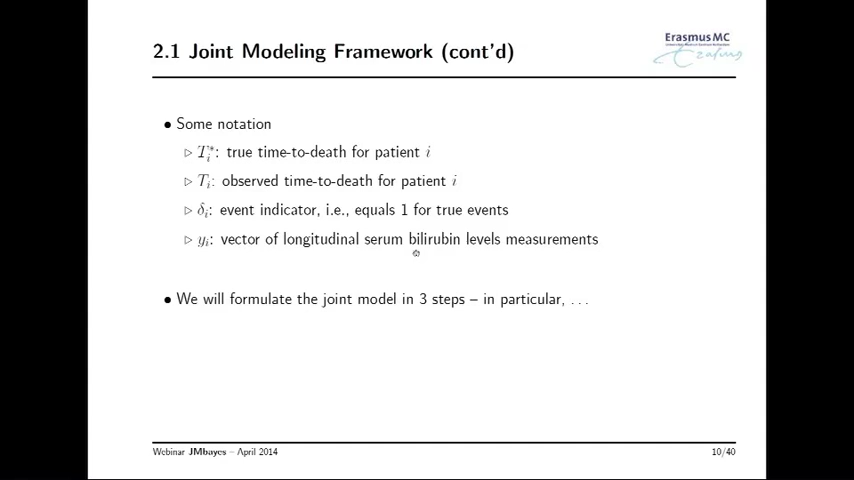 2.1 Joint Modeling Framework (cont'd)
Erasmus MC
Erasmus
• Some notation
▷ T*ᵢ: true time-to-death for patient i
▷ Tᵢ: observed time-to-death for patient i
▷ δᵢ: event indicator, i.e., equals 1 for true events
▷ yᵢ: vector of longitudinal serum bilirubin levels measurements
• We will formulate the joint model in 3 steps – in particular, ...
Webinar JMbayes – April 2014
10/40